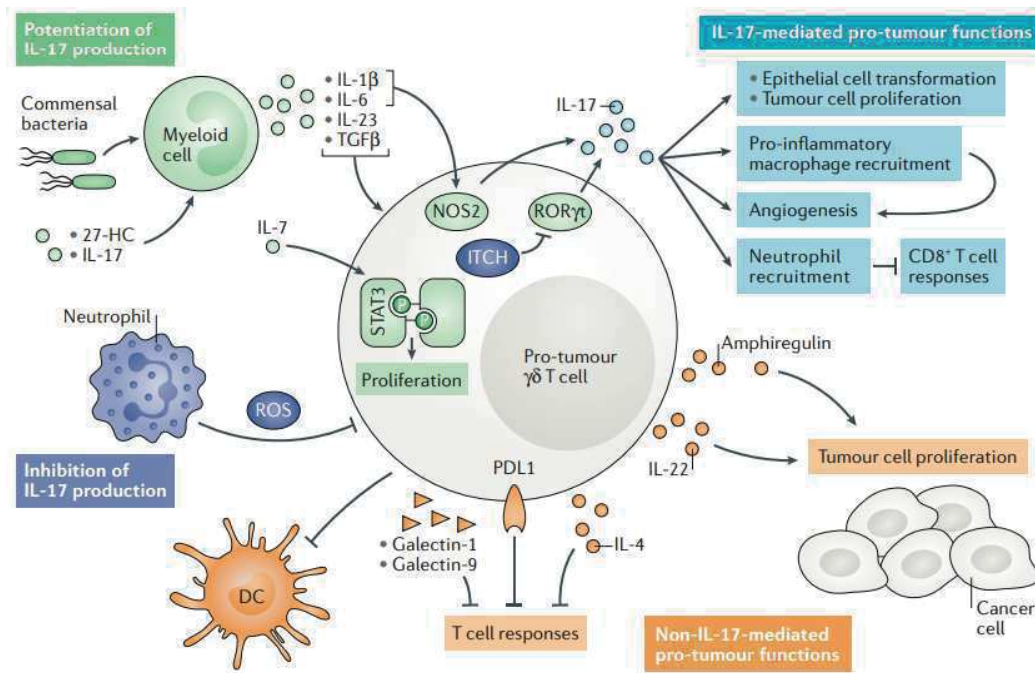 Potentiation of
IL-17 production
Commensal
bacteria
Myeloid
cell
• IL-1β
• IL-6
• IL-23
• TGFβ
• 27-HC
• IL-17
IL-7
NOS2
RORγt
ITCH
STAT3
P
P
Proliferation
Pro-tumour
γδ T cell
IL-17
IL-17-mediated pro-tumour functions
• Epithelial cell transformation
• Tumour cell proliferation
Pro-inflammatory
macrophage recruitment
Angiogenesis
Neutrophil
recruitment
CD8⁺ T cell
responses
Neutrophil
ROS
Inhibition of
IL-17 production
Amphiregulin
IL-22
Tumour cell proliferation
PDL1
• Galectin-1
• Galectin-9
IL-4
DC
T cell responses
Non-IL-17-mediated
pro-tumour functions
Cancer
cell